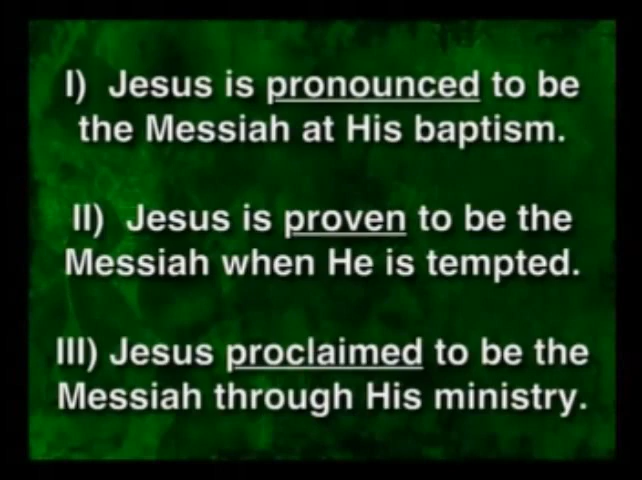 I) Jesus is pronounced to be
the Messiah at His baptism.
II) Jesus is proven to be the
Messiah when He is tempted.
III) Jesus proclaimed to be the
Messiah through His ministry.